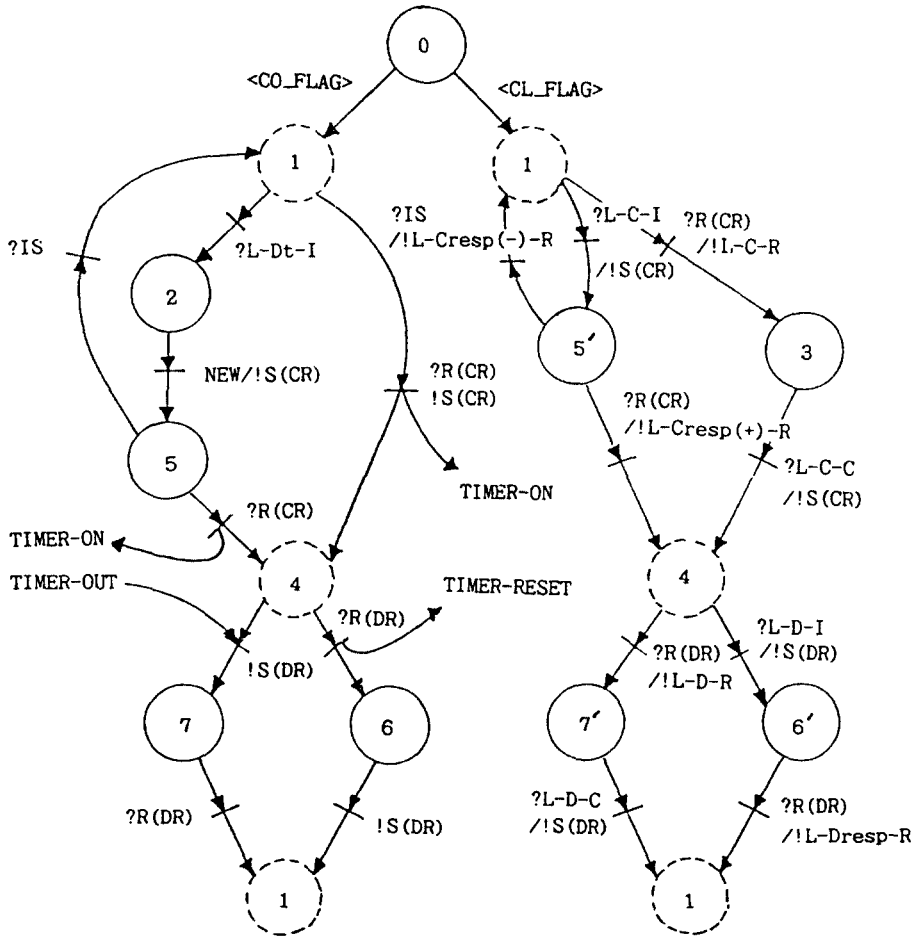 0
<CO_FLAG>
<CL_FLAG>
1
1
?IS
/!L-Cresp(-)-R
?L-C-I
/!S(CR)
?R(CR)
/!L-C-R
?IS
?L-Dt-I
2
5′
3
NEW/!S(CR)
?R(CR)
!S(CR)
?R(CR)
/!L-Cresp(+)-R
5
TIMER-ON
?L-C-C
/!S(CR)
?R(CR)
TIMER-ON
TIMER-OUT
4
TIMER-RESET
4
?R(DR)
!S(DR)
?R(DR)
/!L-D-R
?L-D-I
/!S(DR)
7
6
7′
6′
?R(DR)
!S(DR)
?L-D-C
/!S(DR)
?R(DR)
/!L-Dresp-R
1
1